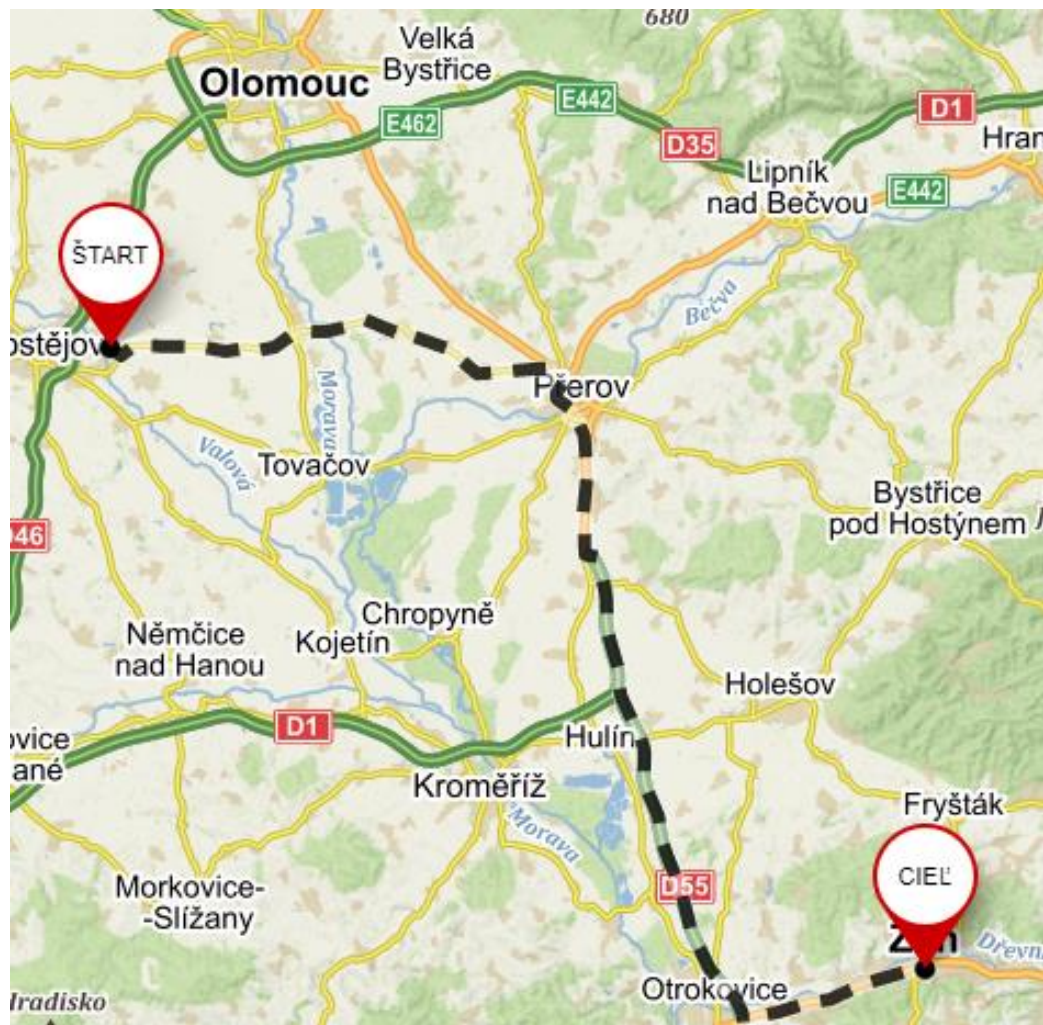 680
Velká
Bystřice
Olomouc
E442
E462
D1
D35
Hran
Lipník
nad Bečvou
E442
ŠTART
Bečva
ostějov
Přerov
Morava
Valová
Tovačov
Bystřice
pod Hostýnem
J
046
Chropyně
Němčice
nad Hanou
Kojetín
Holešov
D1
Hulín
ovice
ané
Kroměříž
Fryšták
Morava
CIEĽ
D55
Morkovice-
-Slížany
Dřevni
Otrokovice
Hradisko